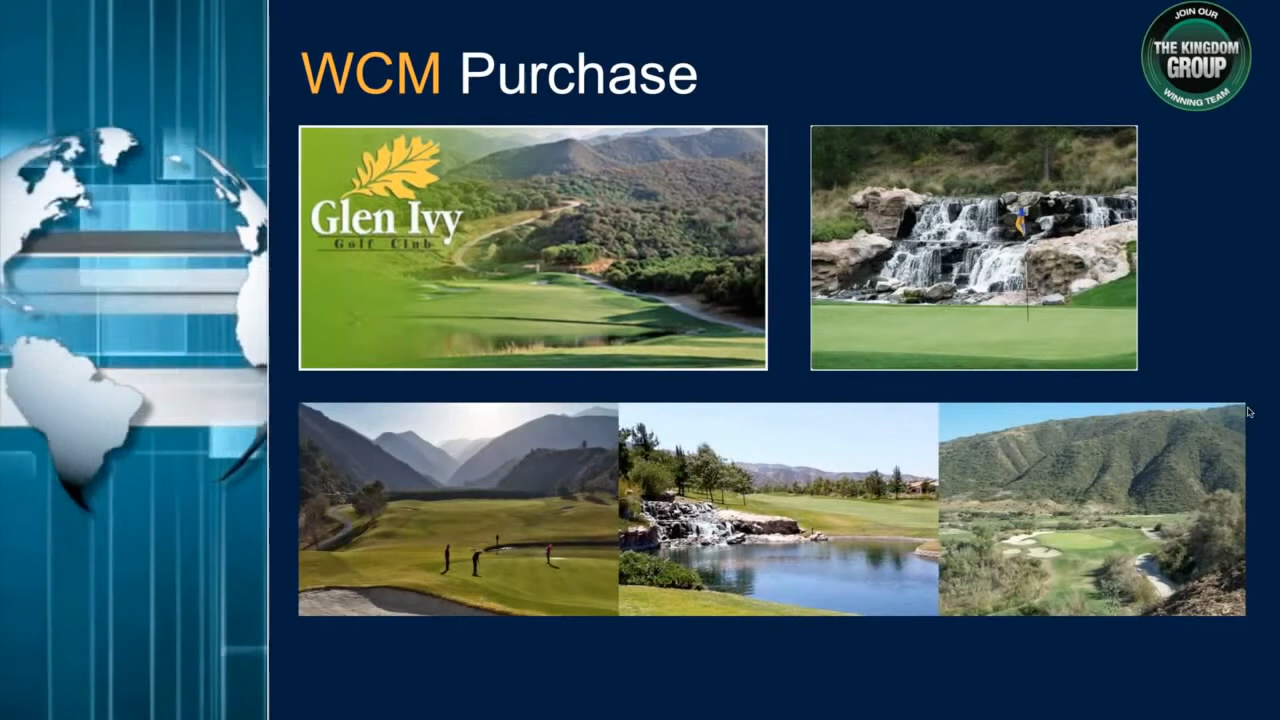 WCM Purchase
JOIN OUR
THE KINGDOM
GROUP
WINNING TEAM
Glen Ivy
Golf Club